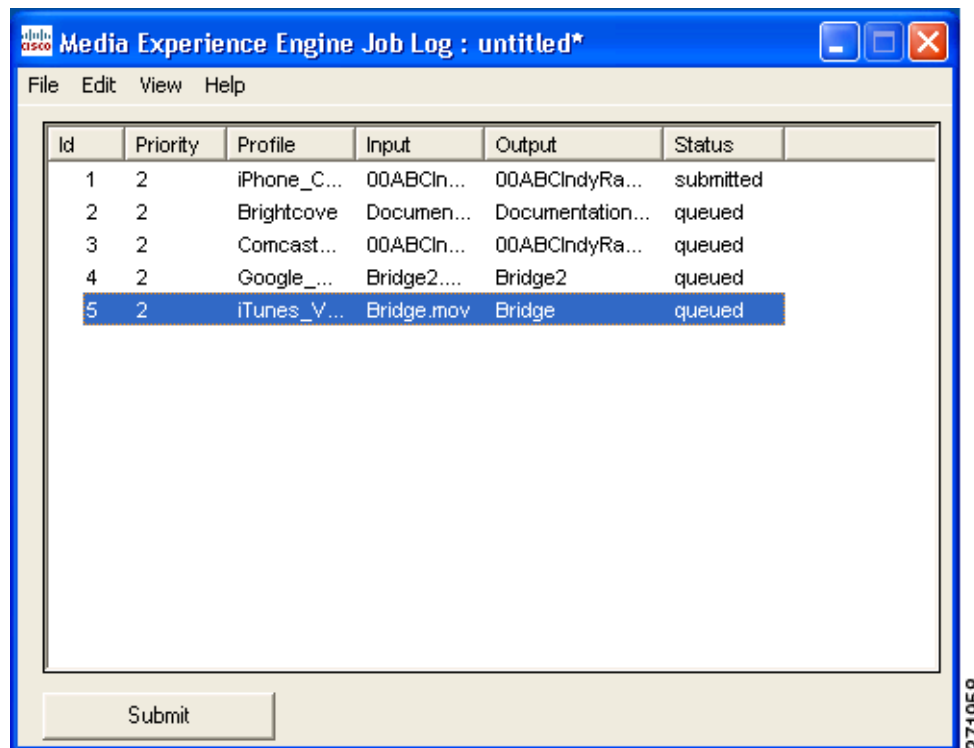 cisco Media Experience Engine Job Log : untitled*
File Edit View Help
Id Priority Profile Input Output Status
1 2 iPhone_C... 00ABCIn... 00ABCIndyRa... submitted
2 2 Brightcove Documen... Documentation... queued
3 2 Comcast... 00ABCIn... 00ABCIndyRa... queued
4 2 Google_... Bridge2.... Bridge2 queued
5 2 iTunes_V... Bridge.mov Bridge queued
Submit